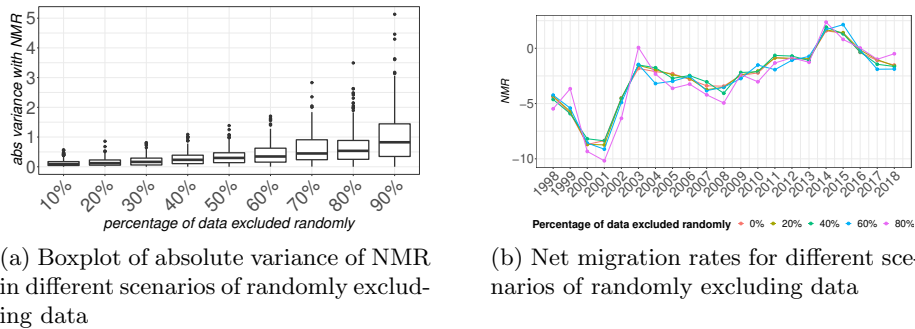 abs variance with NMR
5
4
3
2
1
0
10% 20% 30% 40% 50% 60% 70% 80% 90%
percentage of data excluded randomly
(a) Boxplot of absolute variance of NMR
in different scenarios of randomly exclud-
ing data
NMR
0
−5
−10
1998 1999 2000 2001 2002 2003 2004 2005 2006 2007 2008 2009 2010 2011 2012 2013 2014 2015 2016 2017 2018
Percentage of data excluded randomly 0% 20% 40% 60% 80%
(b) Net migration rates for different sce-
narios of randomly excluding data